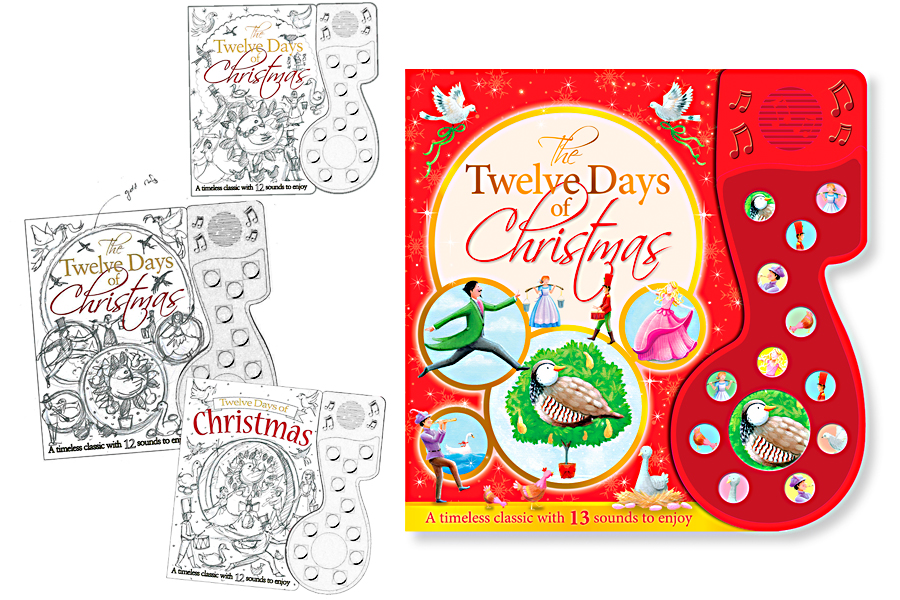 The
Twelve Days
of
Christmas
A timeless classic with 12 sounds to enjoy
The
Twelve Days
of
Christmas
A timeless classic with 12 sounds to en
Twelve Days of
Christmas
A timeless classic with 12 sounds to enjoy
The
Twelve Days
of
Christmas
A timeless classic with 13 sounds to enjoy